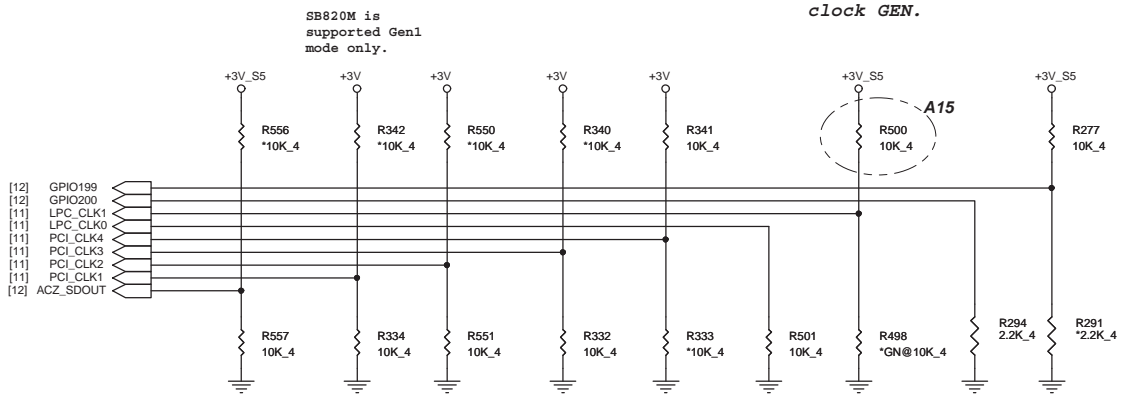 clock GEN.
SB820M is
supported Gen1
mode only.
+3V_S5
+3V
+3V
+3V
+3V
+3V_S5
+3V_S5
A15
R556
*10K_4
R342
*10K_4
R550
*10K_4
R340
*10K_4
R341
10K_4
R500
10K_4
R277
10K_4
[12] GPIO199
[12] GPIO200
[11] LPC_CLK1
[11] LPC_CLK0
[11] PCI_CLK4
[11] PCI_CLK3
[11] PCI_CLK2
[11] PCI_CLK1
[12] ACZ_SDOUT
R557
10K_4
R334
10K_4
R551
10K_4
R332
10K_4
R333
*10K_4
R501
10K_4
R498
*GN@10K_4
R294
2.2K_4
R291
*2.2K_4